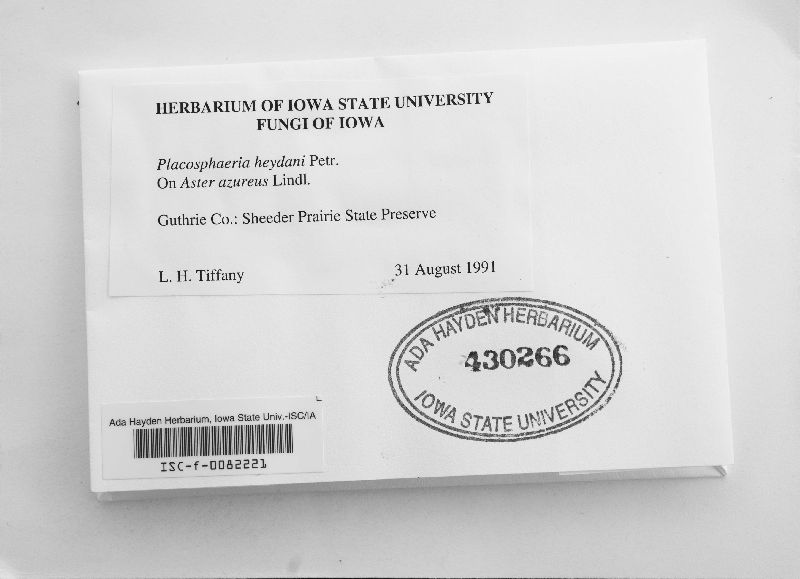 HERBARIUM OF IOWA STATE UNIVERSITY
FUNGI OF IOWA
Placosphaeria heydani Petr.
On Aster azureus Lindl.
Guthrie Co.: Sheeder Prairie State Preserve
L. H. Tiffany 31 August 1991
ADA HAYDEN HERBARIUM
430266
IOWA STATE UNIVERSITY
Ada Hayden Herbarium, Iowa State Univ.-ISC/IA
ISC-f-0082221